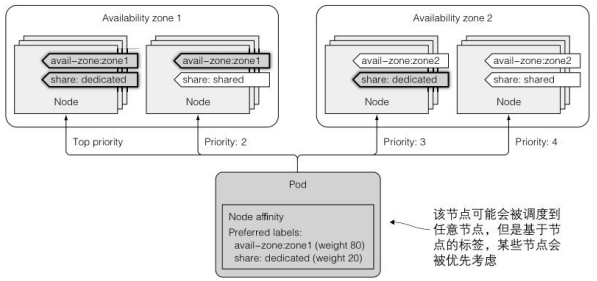 Availability zone 1
Availability zone 2
avail-zone:zone1
share: dedicated
Node
avail-zone:zone1
share: shared
Node
avail-zone:zone2
share: dedicated
Node
avail-zone:zone2
share: shared
Node
Top priority
Priority: 2
Priority: 3
Priority: 4
Pod
Node affinity
Preferred labels:
avail-zone:zone1 (weight 80)
share: dedicated (weight 20)
该节点可能会被调度到
任意节点，但是基于节
点的标签，某些节点会
被优先考虑